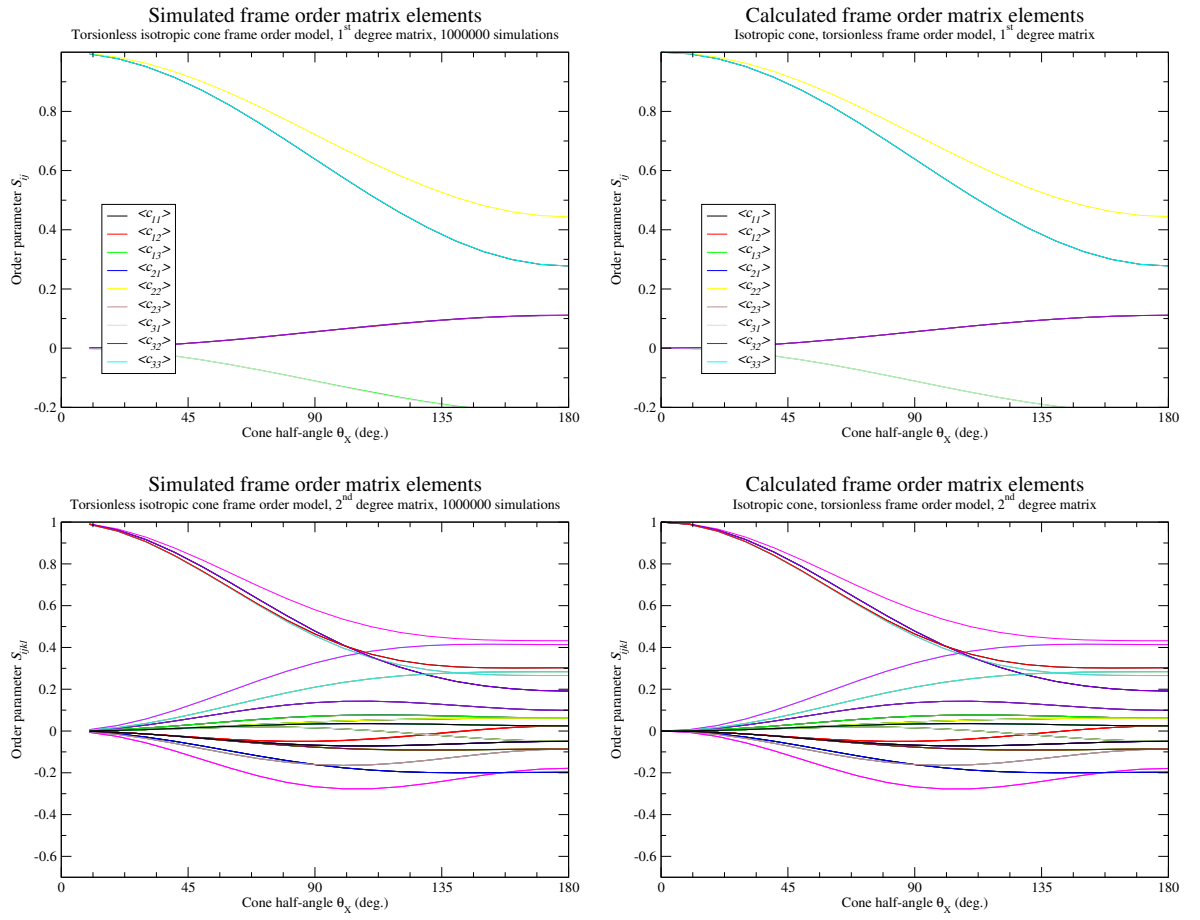 Simulated frame order matrix elements
Torsionless isotropic cone frame order model, 1st degree matrix, 1000000 simulations
Order parameter Sij
0.8
0.6
0.4
0.2
0
-0.2
<c11>
<c12>
<c13>
<c21>
<c22>
<c23>
<c31>
<c32>
<c33>
0 45 90 135 180
Cone half-angle θX (deg.)
Calculated frame order matrix elements
Isotropic cone, torsionless frame order model, 1st degree matrix
Order parameter Sij
0.8
0.6
0.4
0.2
0
-0.2
<c11>
<c12>
<c13>
<c21>
<c22>
<c23>
<c31>
<c32>
<c33>
0 45 90 135 180
Cone half-angle θX (deg.)
Simulated frame order matrix elements
Torsionless isotropic cone frame order model, 2nd degree matrix, 1000000 simulations
Order parameter Sijkl
1
0.8
0.6
0.4
0.2
0
-0.2
-0.4
-0.6
0 45 90 135 180
Cone half-angle θX (deg.)
Calculated frame order matrix elements
Isotropic cone, torsionless frame order model, 2nd degree matrix
Order parameter Sijkl
1
0.8
0.6
0.4
0.2
0
-0.2
-0.4
-0.6
0 45 90 135 180
Cone half-angle θX (deg.)